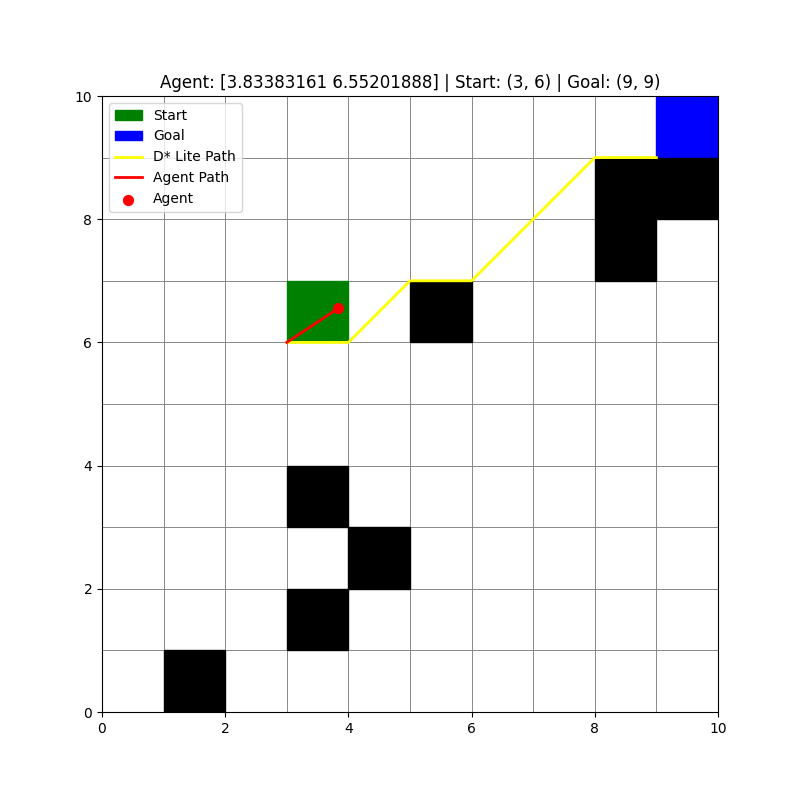 Agent: [3.83383161 6.55201888] | Start: (3, 6) | Goal: (9, 9)
Start
Goal
D* Lite Path
Agent Path
Agent
10
8
6
4
2
0
0 2 4 6 8 10